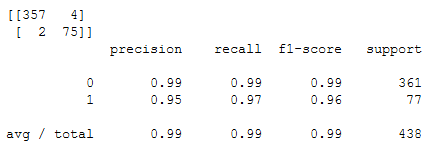 [[357 4]
[ 2 75]]
precision recall f1-score support
0 0.99 0.99 0.99 361
1 0.95 0.97 0.96 77
avg / total 0.99 0.99 0.99 438